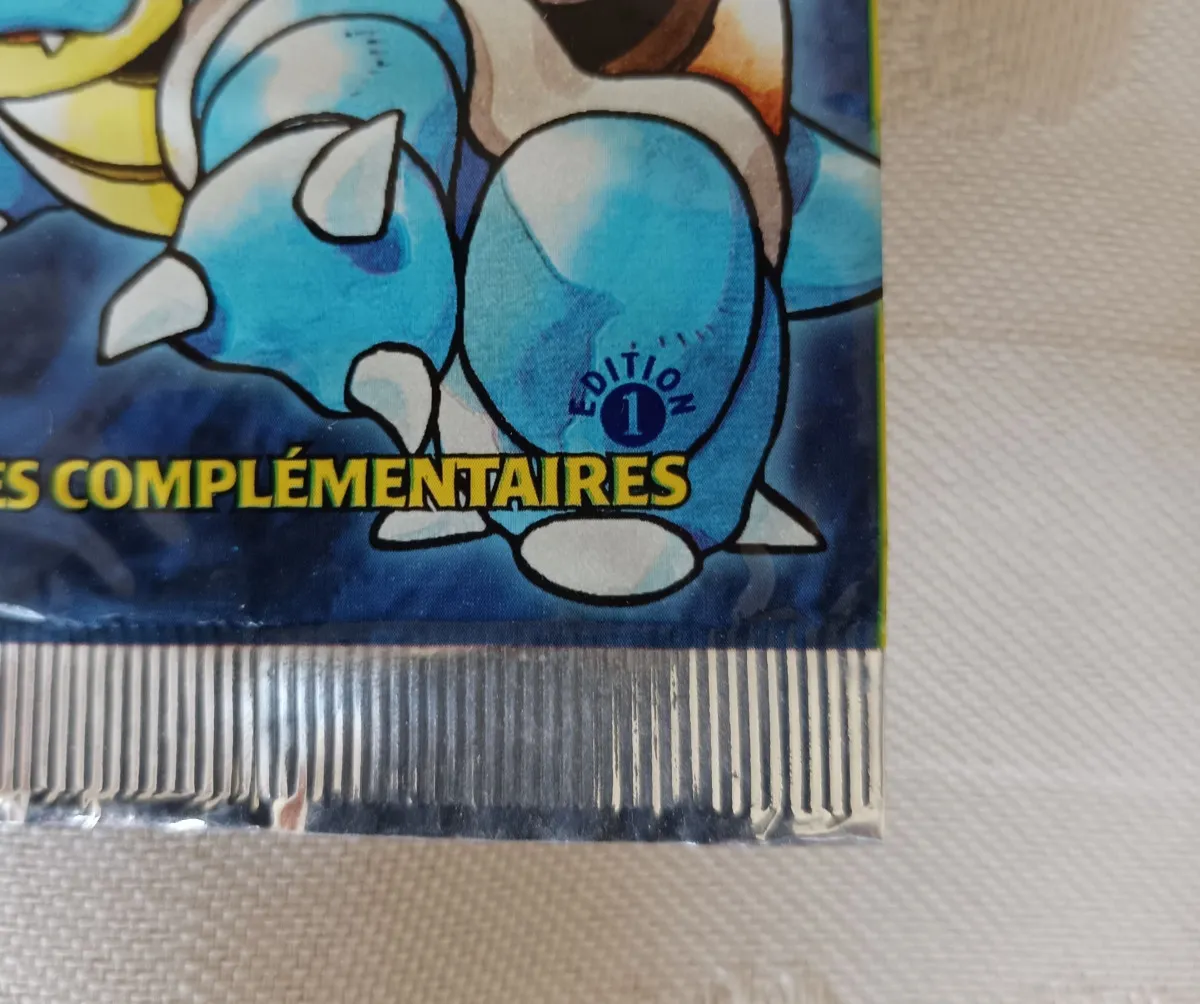 EDITION
1
ES COMPLÉMENTAIRES